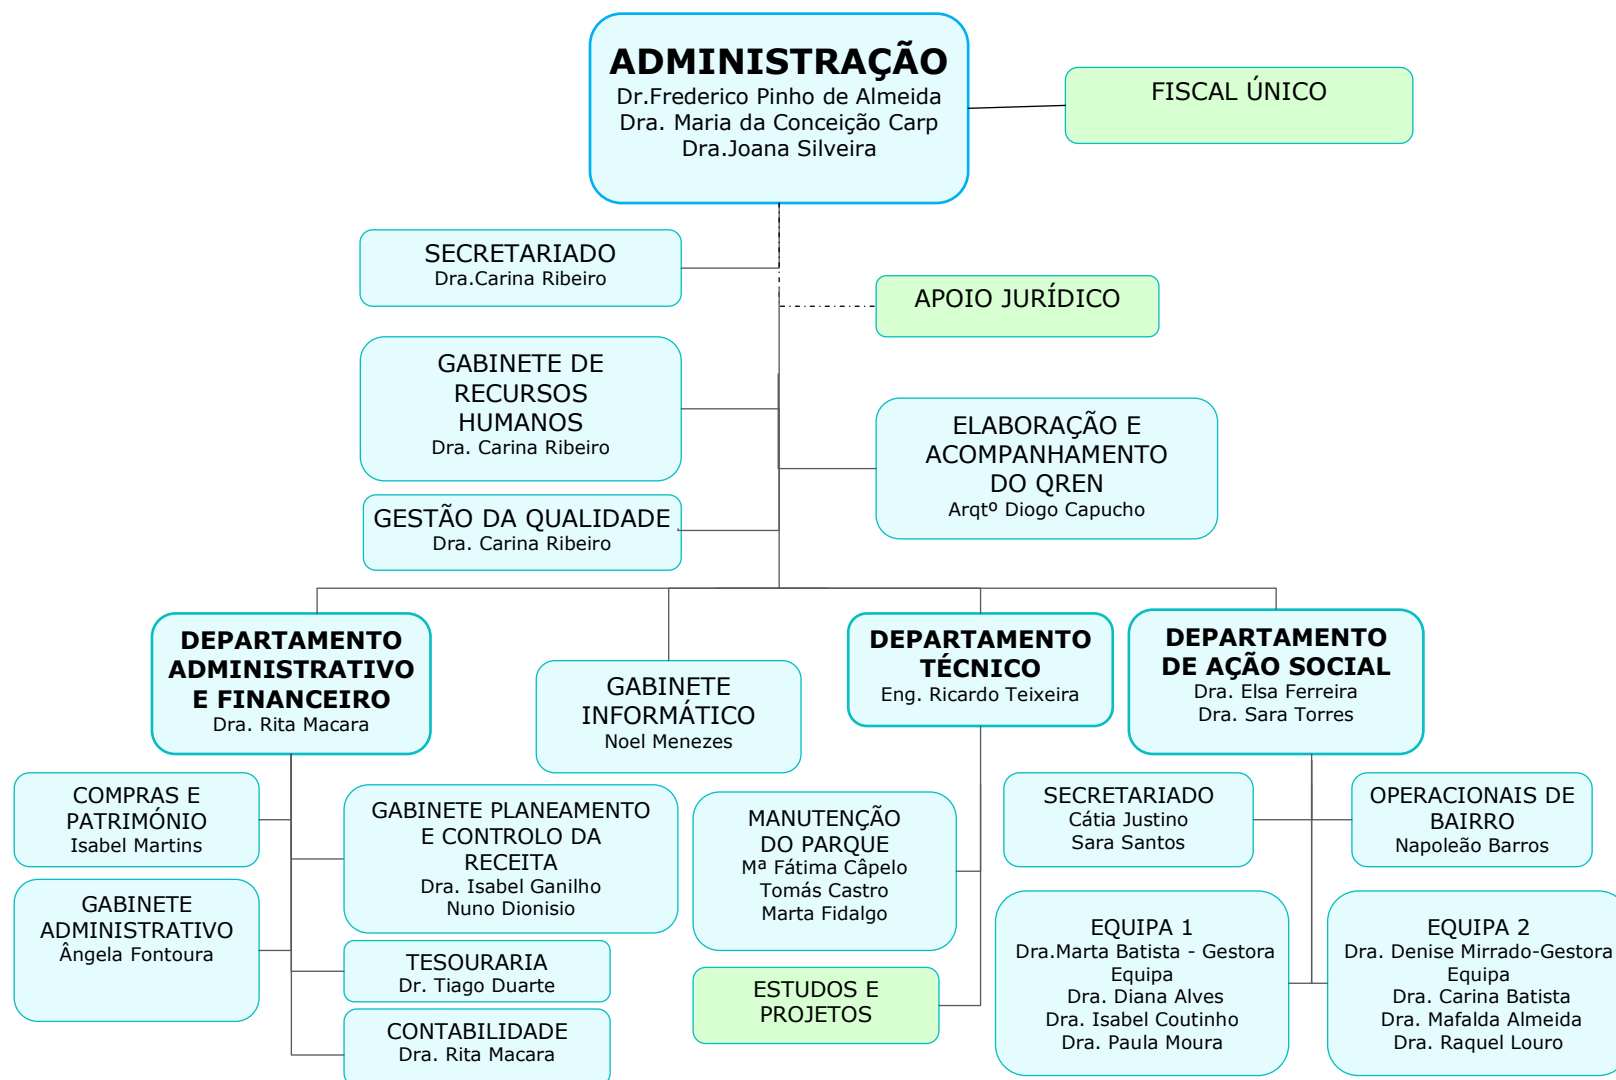 ADMINISTRAÇÃO
Dr.Frederico Pinho de Almeida
Dra. Maria da Conceição Carp
Dra.Joana Silveira
FISCAL ÚNICO
SECRETARIADO
Dra.Carina Ribeiro
APOIO JURÍDICO
GABINETE DE
RECURSOS
HUMANOS
Dra. Carina Ribeiro
ELABORAÇÃO E
ACOMPANHAMENTO
DO QREN
Arqtº Diogo Capucho
GESTÃO DA QUALIDADE
Dra. Carina Ribeiro
DEPARTAMENTO
ADMINISTRATIVO
E FINANCEIRO
Dra. Rita Macara
GABINETE
INFORMÁTICO
Noel Menezes
DEPARTAMENTO
TÉCNICO
Eng. Ricardo Teixeira
DEPARTAMENTO
DE AÇÃO SOCIAL
Dra. Elsa Ferreira
Dra. Sara Torres
COMPRAS E
PATRIMÓNIO
Isabel Martins
GABINETE PLANEAMENTO
E CONTROLO DA
RECEITA
Dra. Isabel Ganilho
Nuno Dionisio
MANUTENÇÃO
DO PARQUE
Mª Fátima Câpelo
Tomás Castro
Marta Fidalgo
SECRETARIADO
Cátia Justino
Sara Santos
OPERACIONAIS DE
BAIRRO
Napoleão Barros
GABINETE
ADMINISTRATIVO
Ângela Fontoura
TESOURARIA
Dr. Tiago Duarte
CONTABILIDADE
Dra. Rita Macara
ESTUDOS E
PROJETOS
EQUIPA 1
Dra.Marta Batista - Gestora
Equipa
Dra. Diana Alves
Dra. Isabel Coutinho
Dra. Paula Moura
EQUIPA 2
Dra. Denise Mirrado-Gestora
Equipa
Dra. Carina Batista
Dra. Mafalda Almeida
Dra. Raquel Louro